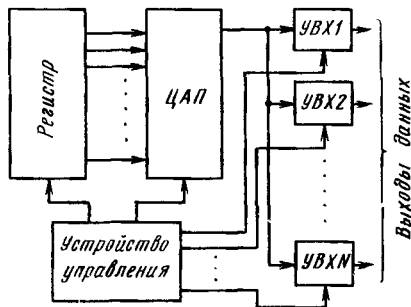 Регистр
ЦАП
УВХ1
УВХ2
УВХN
Выходы данных
Устройство
управления